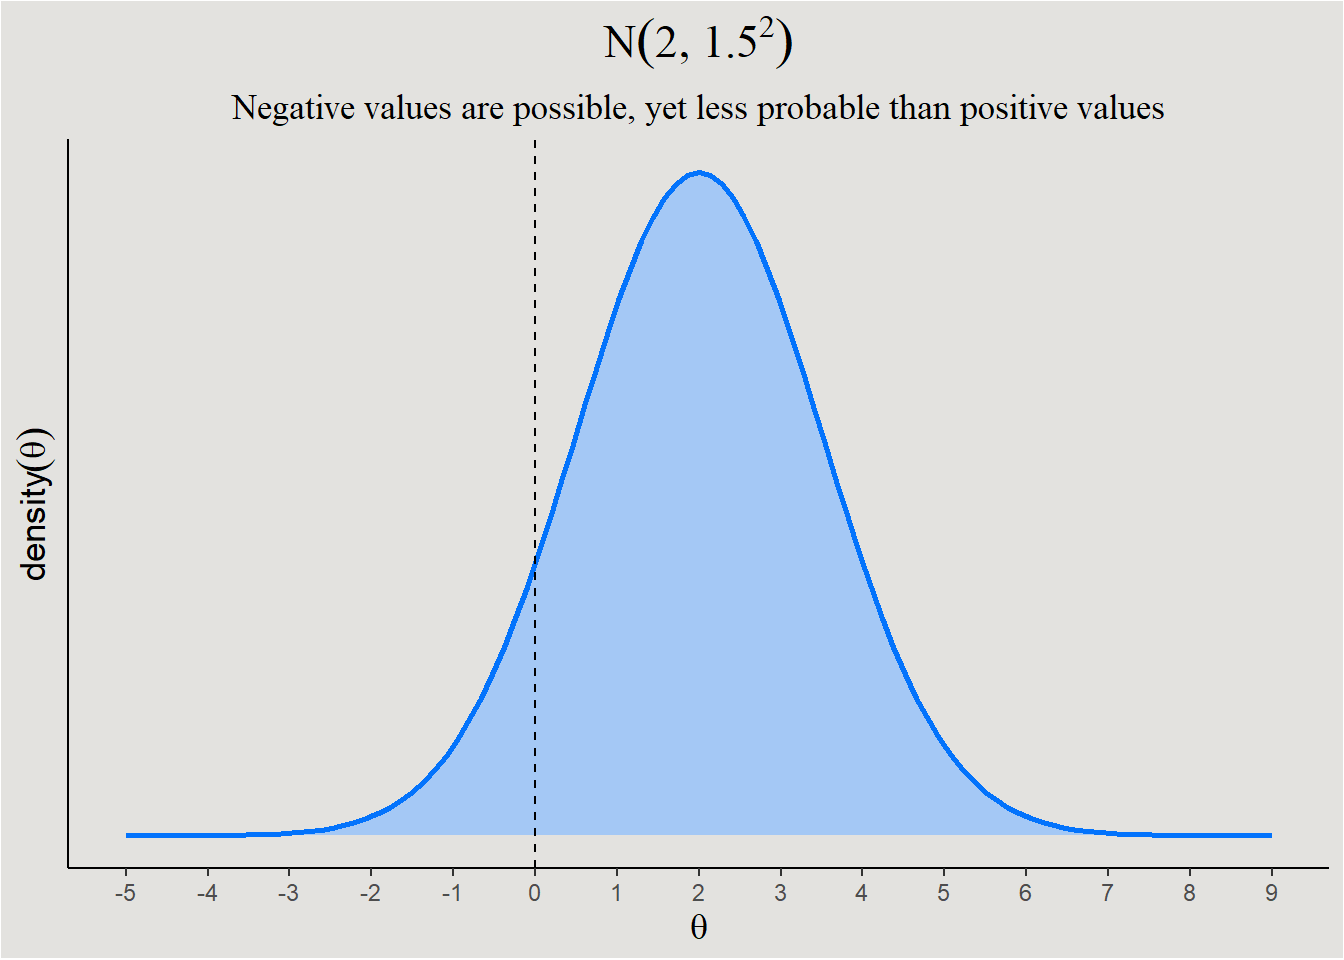 N(2, 1.5²)
Negative values are possible, yet less probable than positive values
density(θ)
-5 -4 -3 -2 -1 0 1 2 3 4 5 6 7 8 9
θ